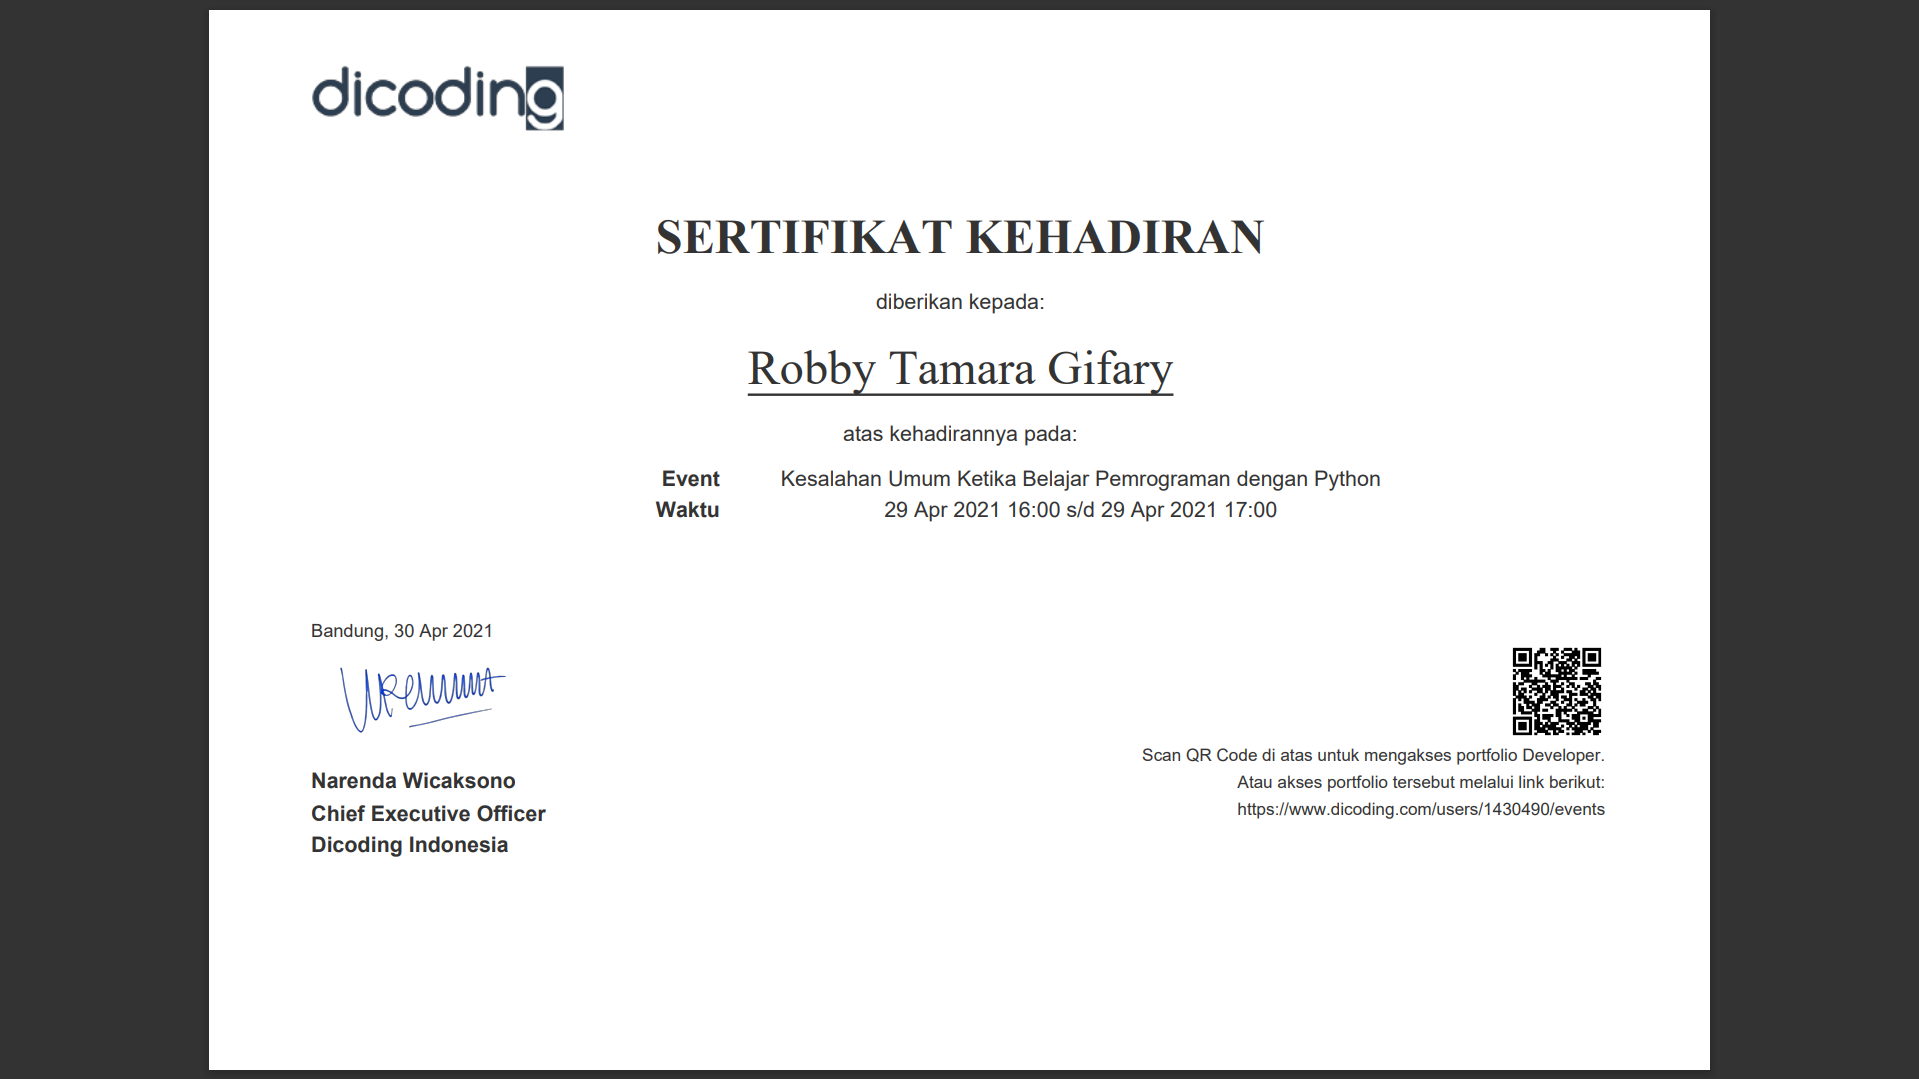 dicoding
SERTIFIKAT KEHADIRAN
diberikan kepada:
Robby Tamara Gifary
atas kehadirannya pada:
Event Kesalahan Umum Ketika Belajar Pemrograman dengan Python
Waktu 29 Apr 2021 16:00 s/d 29 Apr 2021 17:00
Bandung, 30 Apr 2021
Narenda Wicaksono
Chief Executive Officer
Dicoding Indonesia
Scan QR Code di atas untuk mengakses portfolio Developer.
Atau akses portfolio tersebut melalui link berikut:
https://www.dicoding.com/users/1430490/events